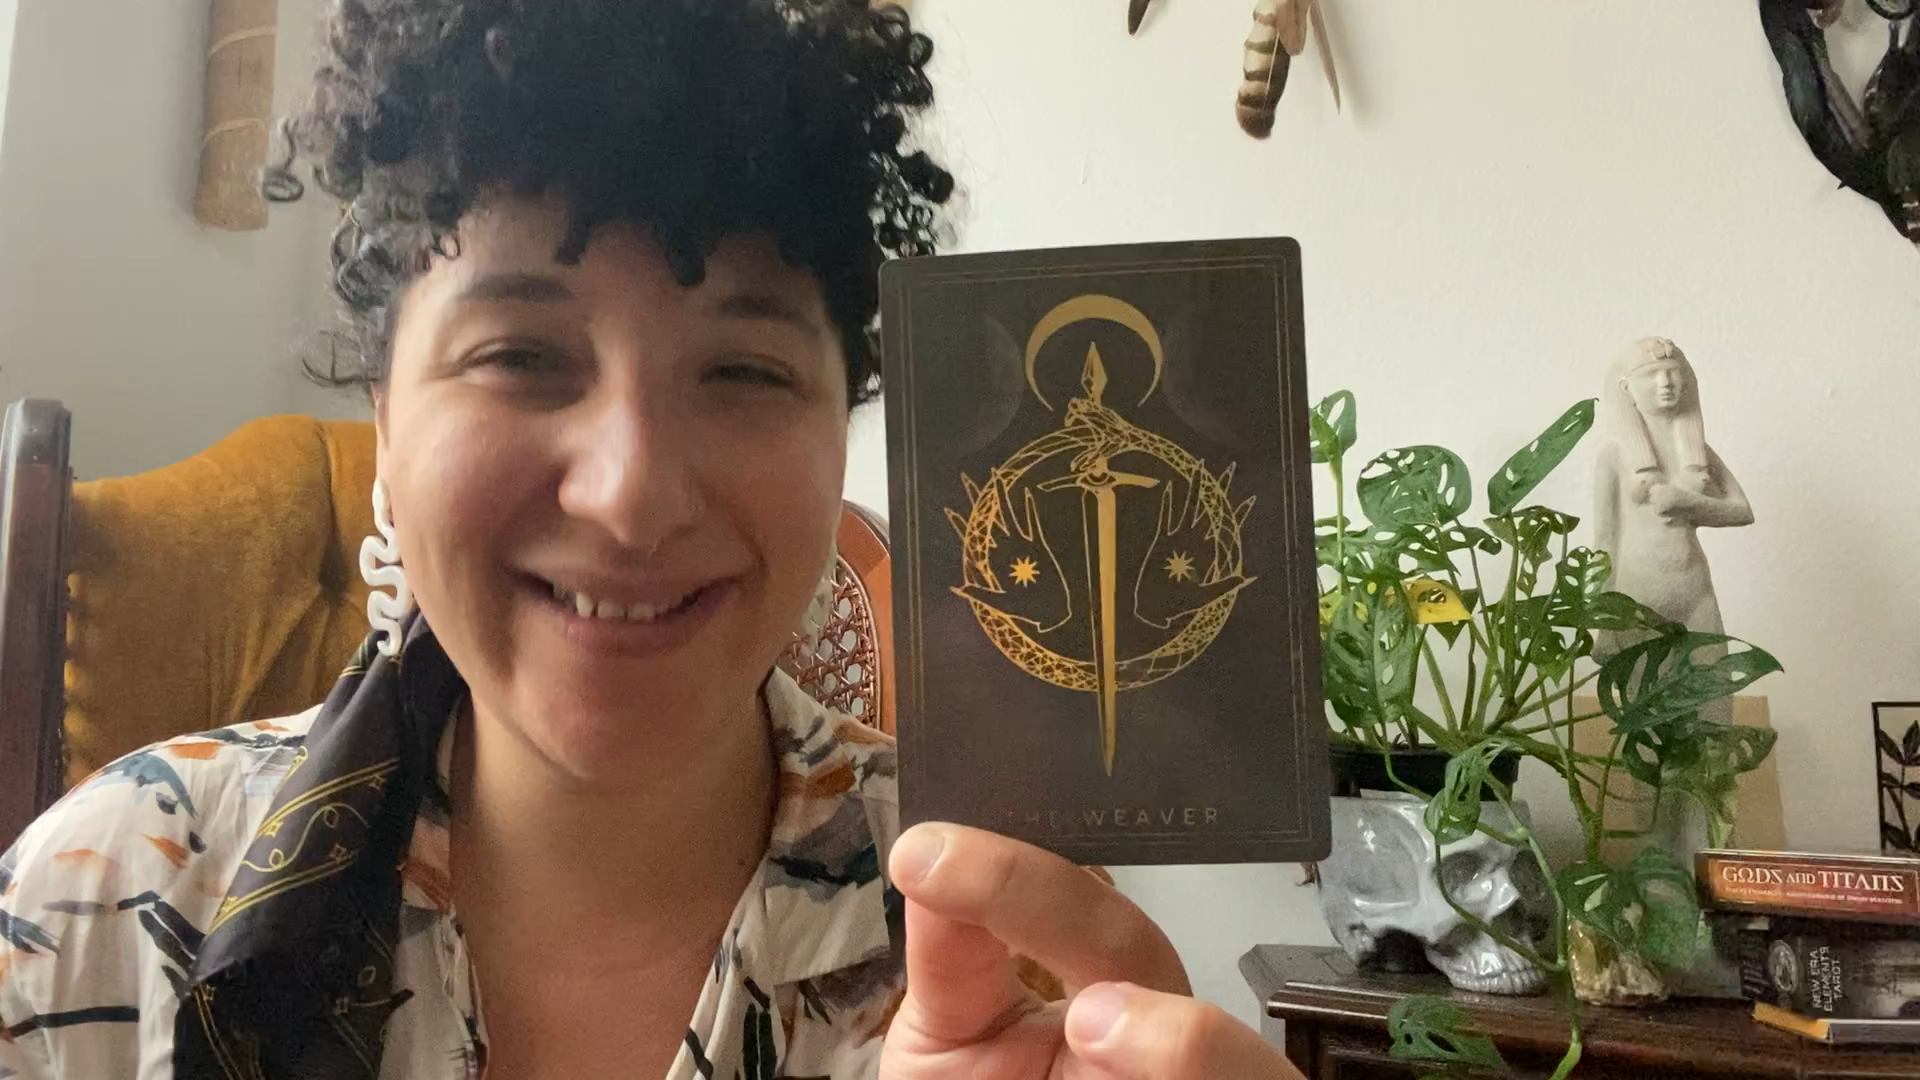 THE WEAVER
GODS AND TITANS
NEW ERA
ELEMENTS
TAROT